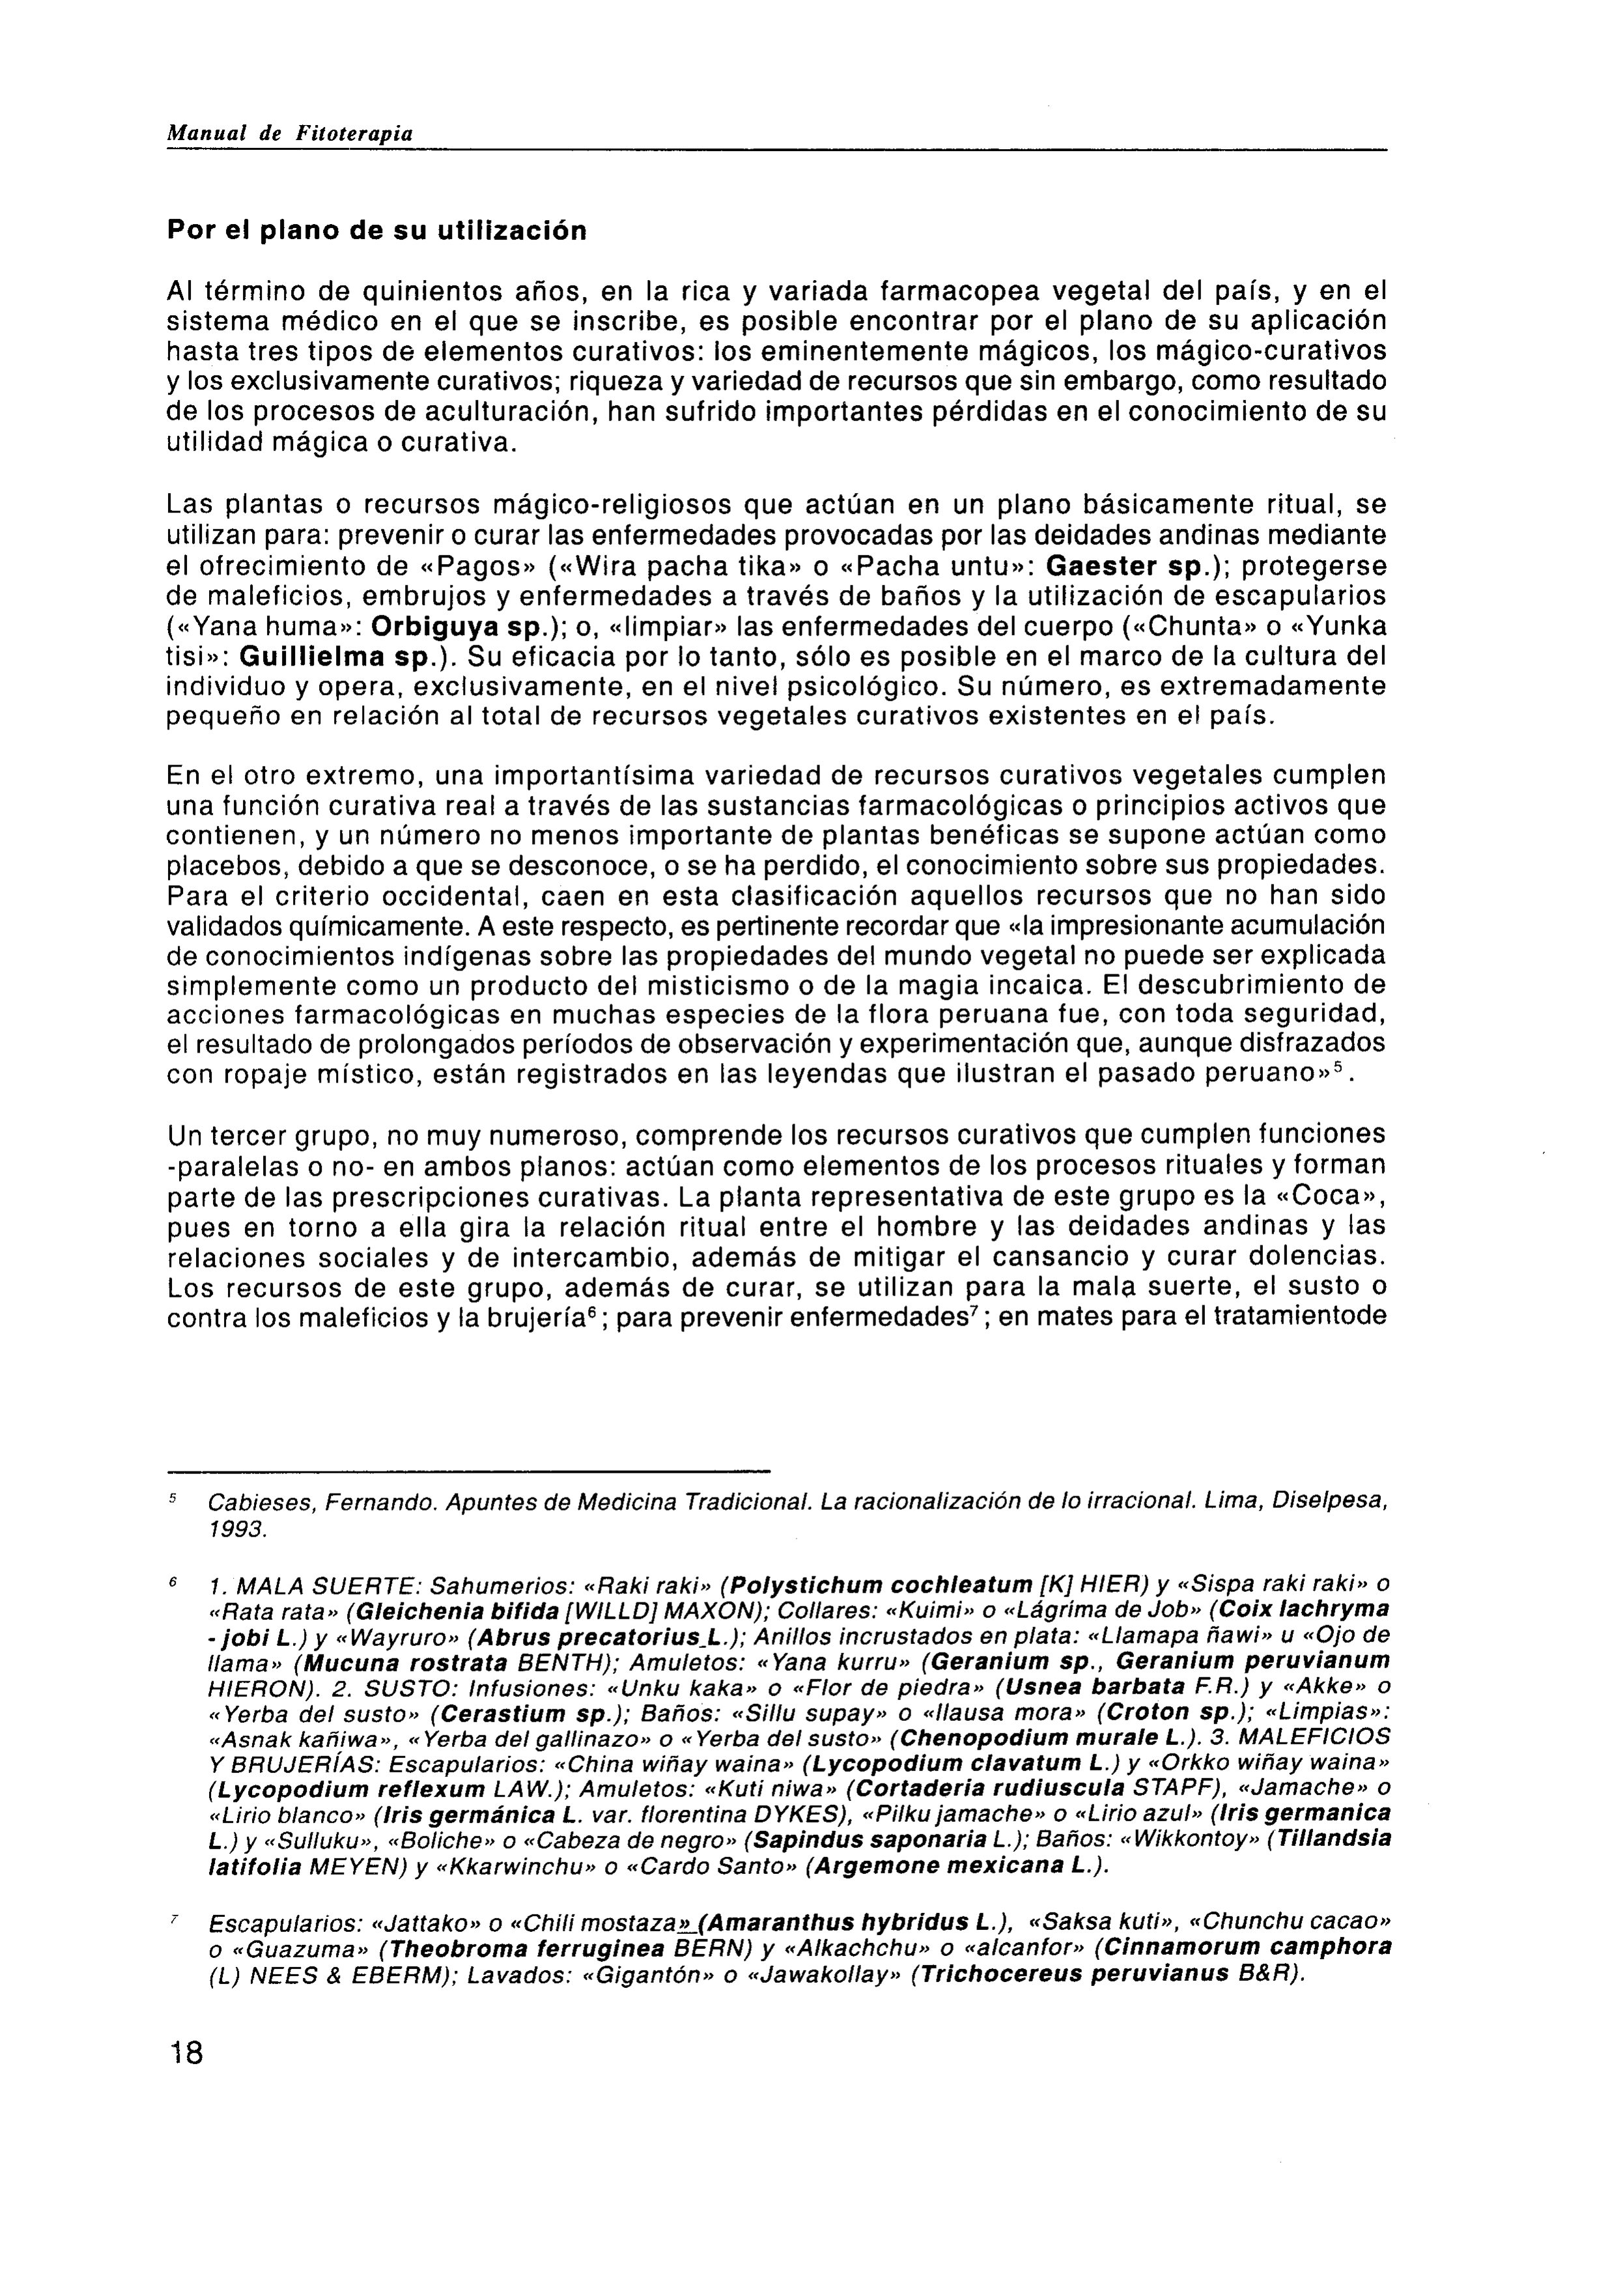 Manual de Fitoterapia
Por el plano de su utilización
Al término de quinientos años, en la rica y variada farmacopea vegetal del país, y en el
sistema médico en el que se inscribe, es posible encontrar por el plano de su aplicación
hasta tres tipos de elementos curativos: los eminentemente mágicos, los mágico-curativos
y los exclusivamente curativos; riqueza y variedad de recursos que sin embargo, como resultado
de los procesos de aculturación, han sufrido importantes pérdidas en el conocimiento de su
utilidad mágica o curativa.
Las plantas o recursos mágico-religiosos que actúan en un plano básicamente ritual, se
utilizan para: prevenir o curar las enfermedades provocadas por las deidades andinas mediante
el ofrecimiento de «Pagos» («Wira pacha tika» o «Pacha untu»: Gaester sp.); protegerse
de maleficios, embrujos y enfermedades a través de baños y la utilización de escapularios
(«Yana huma»: Orbiguya sp.); o, «limpiar» las enfermedades del cuerpo («Chunta» o «Yunka
tisi»: Guillielma sp.). Su eficacia por lo tanto, sólo es posible en el marco de la cultura del
individuo y opera, exclusivamente, en el nivel psicológico. Su número, es extremadamente
pequeño en relación al total de recursos vegetales curativos existentes en el país.
En el otro extremo, una importantísima variedad de recursos curativos vegetales cumplen
una función curativa real a través de las sustancias farmacológicas o principios activos que
contienen, y un número no menos importante de plantas benéficas se supone actúan como
placebos, debido a que se desconoce, o se ha perdido, el conocimiento sobre sus propiedades.
Para el criterio occidental, caen en esta clasificación aquellos recursos que no han sido
validados químicamente. A este respecto, es pertinente recordar que «la impresionante acumulación
de conocimientos indígenas sobre las propiedades del mundo vegetal no puede ser explicada
simplemente como un producto del misticismo o de la magia incaica. El descubrimiento de
acciones farmacológicas en muchas especies de la flora peruana fue, con toda seguridad,
el resultado de prolongados períodos de observación y experimentación que, aunque disfrazados
con ropaje místico, están registrados en las leyendas que ilustran el pasado peruano»⁵.
Un tercer grupo, no muy numeroso, comprende los recursos curativos que cumplen funciones
-paralelas o no- en ambos planos: actúan como elementos de los procesos rituales y forman
parte de las prescripciones curativas. La planta representativa de este grupo es la «Coca»,
pues en torno a ella gira la relación ritual entre el hombre y las deidades andinas y las
relaciones sociales y de intercambio, además de mitigar el cansancio y curar dolencias.
Los recursos de este grupo, además de curar, se utilizan para la mala suerte, el susto o
contra los maleficios y la brujería⁶; para prevenir enfermedades⁷; en mates para el tratamientode
⁵ Cabieses, Fernando. Apuntes de Medicina Tradicional. La racionalización de lo irracional. Lima, Diselpesa,
1993.
⁶ 1. MALA SUERTE: Sahumerios: «Raki raki» (Polystichum cochleatum [K] HIER) y «Sispa raki raki» o
«Rata rata» (Gleichenia bifida [WILLD] MAXON); Collares: «Kuimi» o «Lágrima de Job» (Coix lachryma
- jobi L.) y «Wayruro» (Abrus precatorius_L.); Anillos incrustados en plata: «Llamapa ñawi» u «Ojo de
llama» (Mucuna rostrata BENTH); Amuletos: «Yana kurru» (Geranium sp., Geranium peruvianum
HIERON). 2. SUSTO: Infusiones: «Unku kaka» o «Flor de piedra» (Usnea barbata F.R.) y «Akke» o
«Yerba del susto» (Cerastium sp.); Baños: «Sillu supay» o «llausa mora» (Croton sp.); «Limpias»:
«Asnak kañiwa», «Yerba del gallinazo» o «Yerba del susto» (Chenopodium murale L.). 3. MALEFICIOS
Y BRUJERÍAS: Escapularios: «China wiñay waina» (Lycopodium clavatum L.) y «Orkko wiñay waina»
(Lycopodium reflexum LAW.); Amuletos: «Kuti niwa» (Cortaderia rudiuscula STAPF), «Jamache» o
«Lirio blanco» (Iris germánica L. var. florentina DYKES), «Pilku jamache» o «Lirio azul» (Iris germanica
L.) y «Sulluku», «Boliche» o «Cabeza de negro» (Sapindus saponaria L.); Baños: «Wikkontoy» (Tillandsia
latifolia MEYEN) y «Kkarwinchu» o «Cardo Santo» (Argemone mexicana L.).
⁷ Escapularios: «Jattako» o «Chili mostaza»_(Amaranthus hybridus L.), «Saksa kuti», «Chunchu cacao»
o «Guazuma» (Theobroma ferruginea BERN) y «Alkachchu» o «alcanfor» (Cinnamorum camphora
(L) NEES & EBERM); Lavados: «Gigantón» o «Jawakollay» (Trichocereus peruvianus B&R).
18